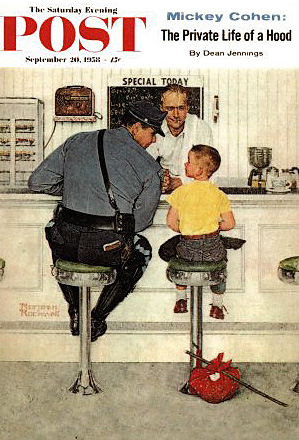 The Saturday Evening
POST
September 20, 1958 - 15¢
Mickey Cohen:
The Private Life of a Hood
By Dean Jennings
SPECIAL TODAY
Norman
Rockwell